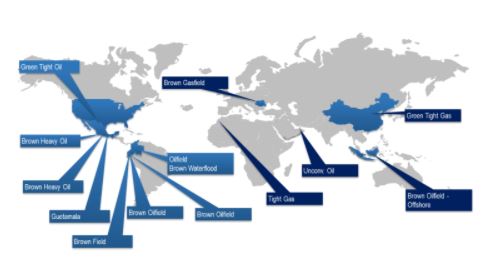 Green Tight Oil
Brown Gasfield
Green Tight Gas
Brown Heavy Oil
Oilfield
Brown Waterflood
Unconv. Oil
Brown Heavy Oil
Tight Gas
Brown Oilfield -
Offshore
Guatemala
Brown Oilfield
Brown Oilfield
Brown Field